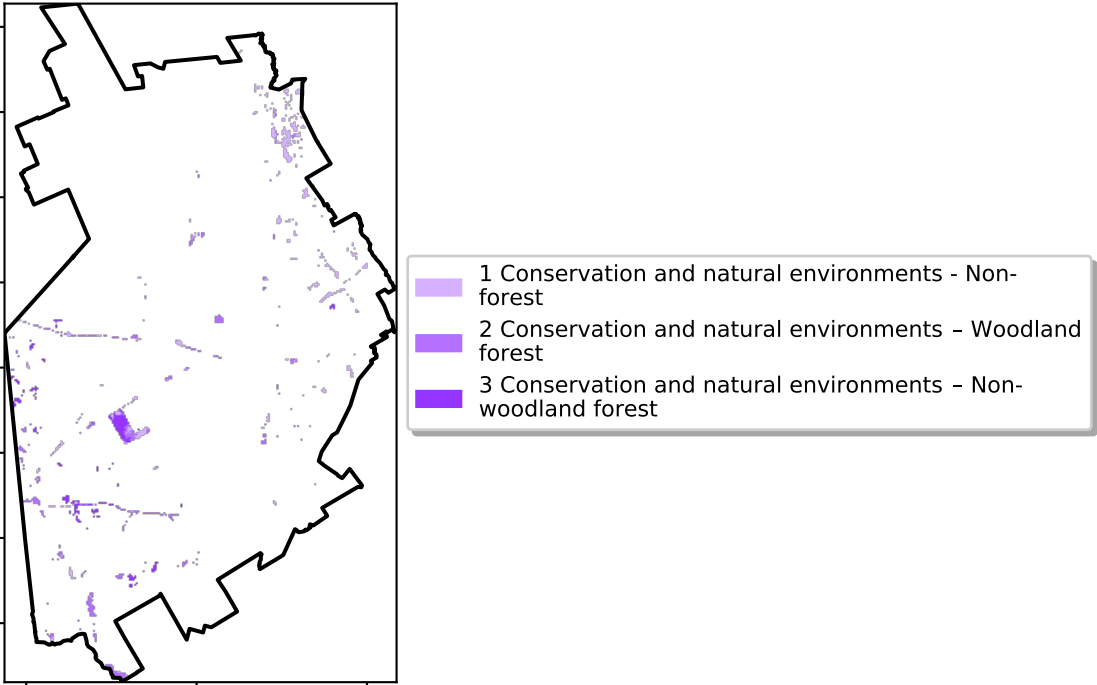 1 Conservation and natural environments - Non-
forest
2 Conservation and natural environments – Woodland
forest
3 Conservation and natural environments – Non-
woodland forest